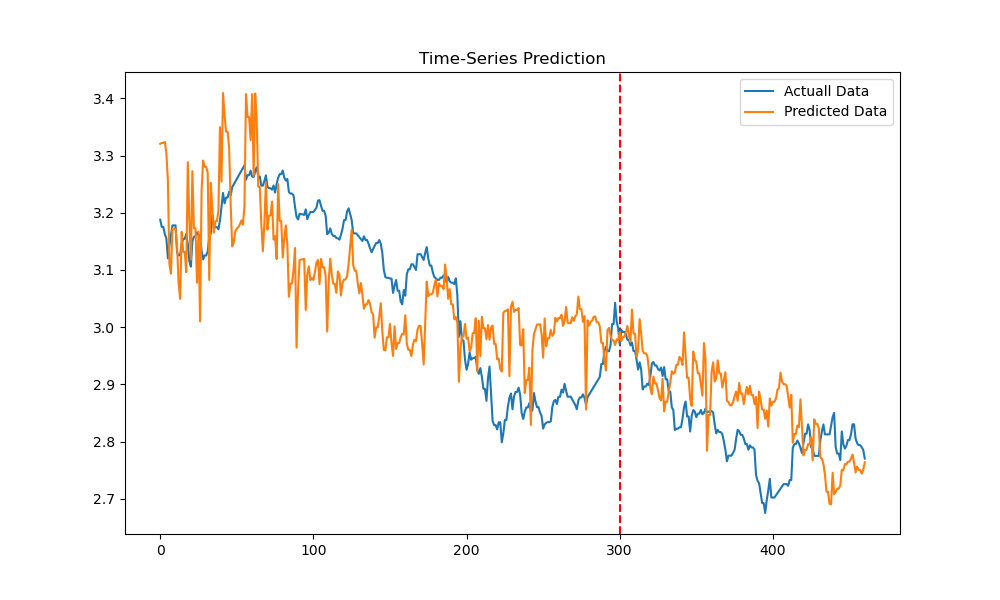 Time-Series Prediction
Actuall Data
Predicted Data
3.4
3.3
3.2
3.1
3.0
2.9
2.8
2.7
0 100 200 300 400